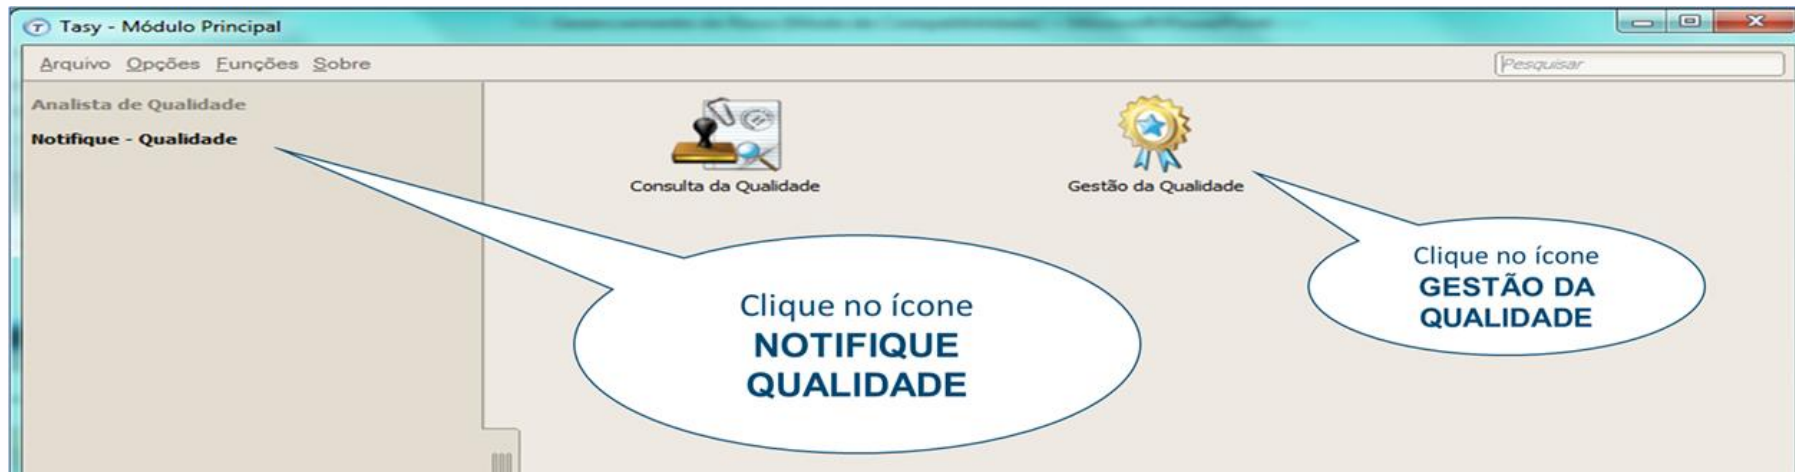 Tasy - Módulo Principal
Arquivo Opções Funções Sobre
Pesquisar
Analista de Qualidade
Notifique - Qualidade
Consulta da Qualidade
Gestão da Qualidade
Clique no ícone
NOTIFIQUE
QUALIDADE
Clique no ícone
GESTÃO DA
QUALIDADE